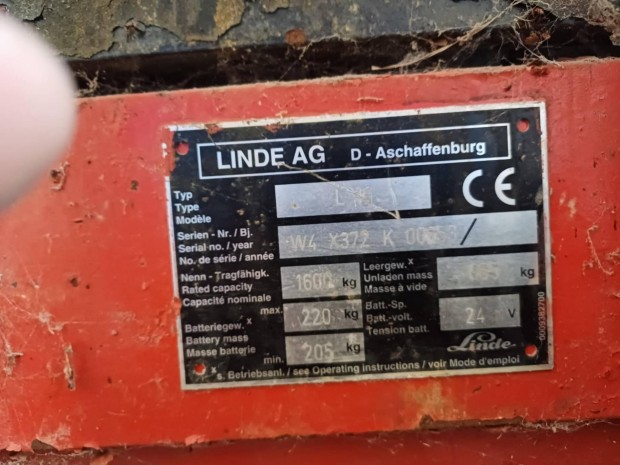 LINDE AG D - Aschaffenburg
Typ
Type
Modèle
CE
Serien - Nr. / Bj.
Serial no. / year
No. de série / année
W4 X372 K /
Nenn - Tragfähigk.
Rated capacity
Capacité nominale
1600 kg
Leergew. x
Unladen mass
Masse à vide
kg
Batteriegew. x
Battery mass
Masse batterie
max. 220 kg
min. 205 kg
Batt.-Sp.
Batt.-volt.
Tension batt.
24 V
Linde
x s. Betriebsanl. / see Operating instructions / voir Mode d'emploi
0009382700